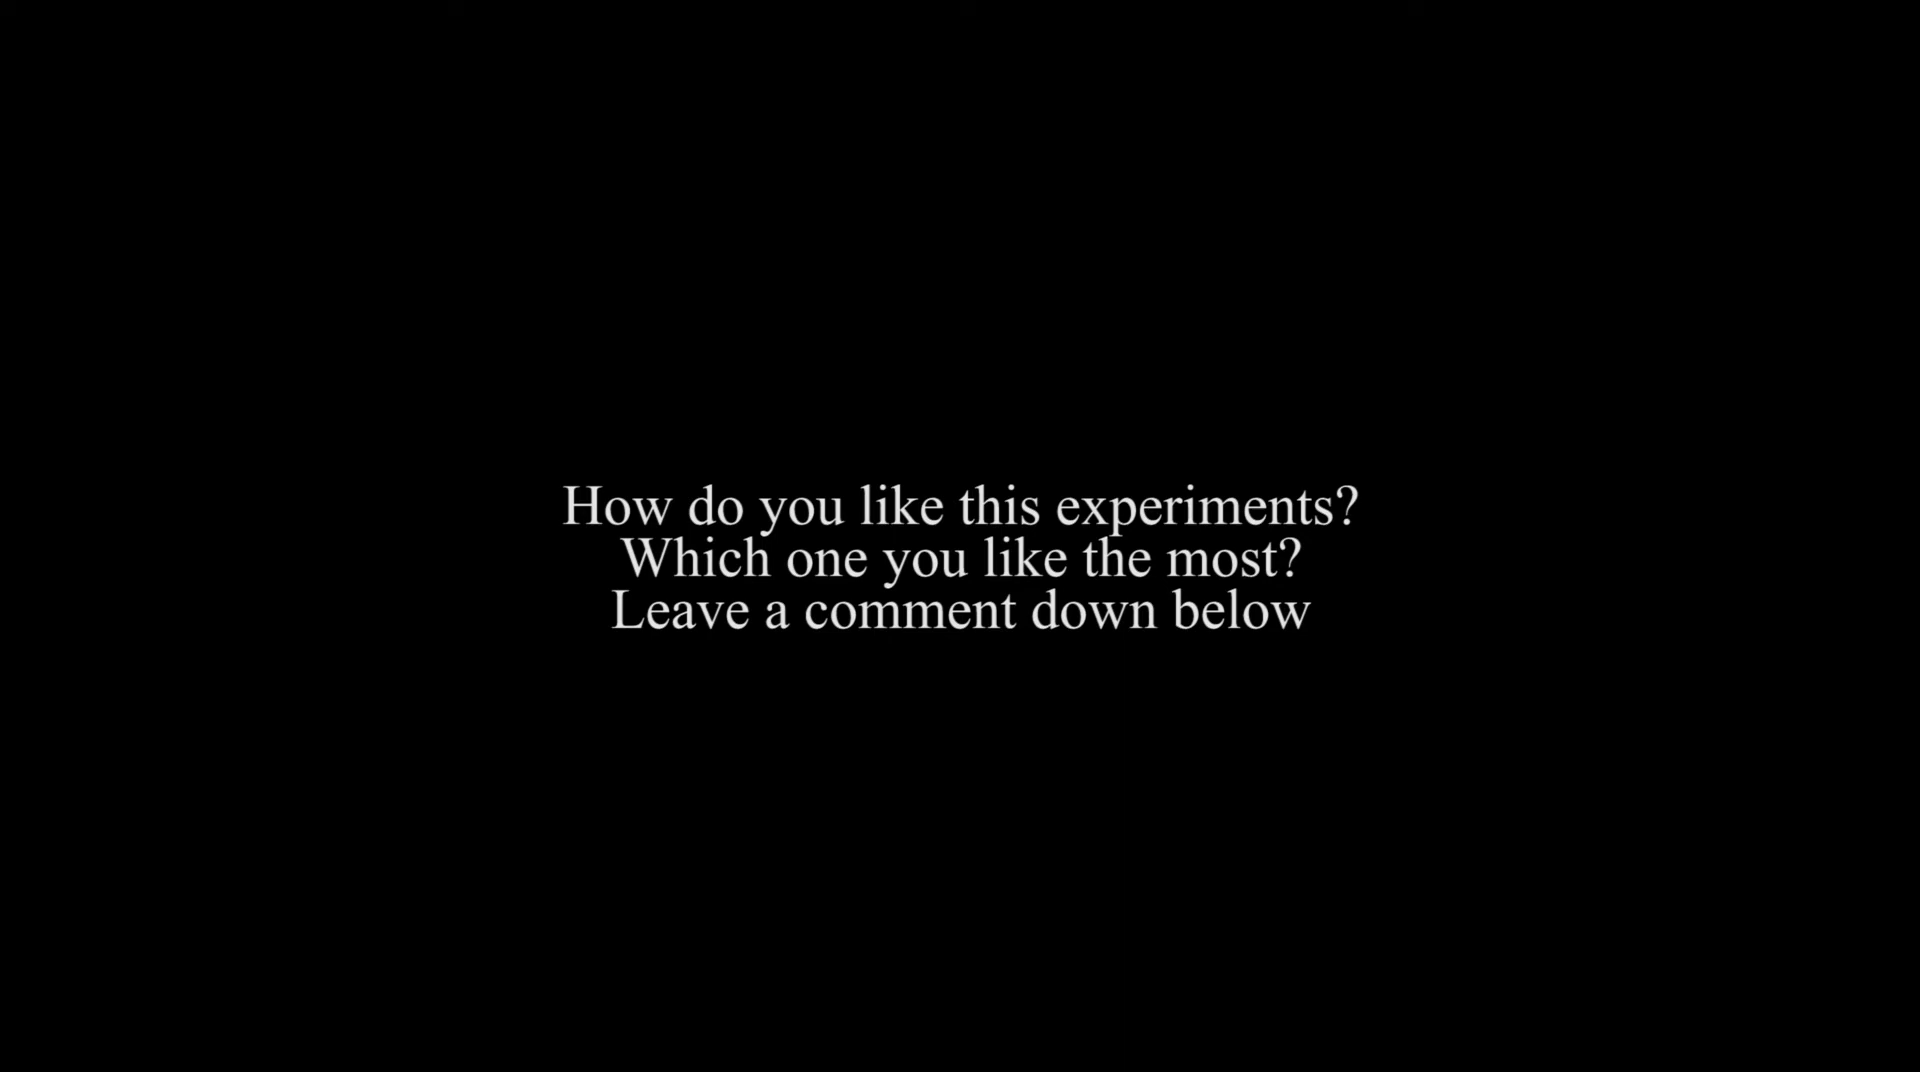 How do you like this experiments?
Which one you like the most?
Leave a comment down below